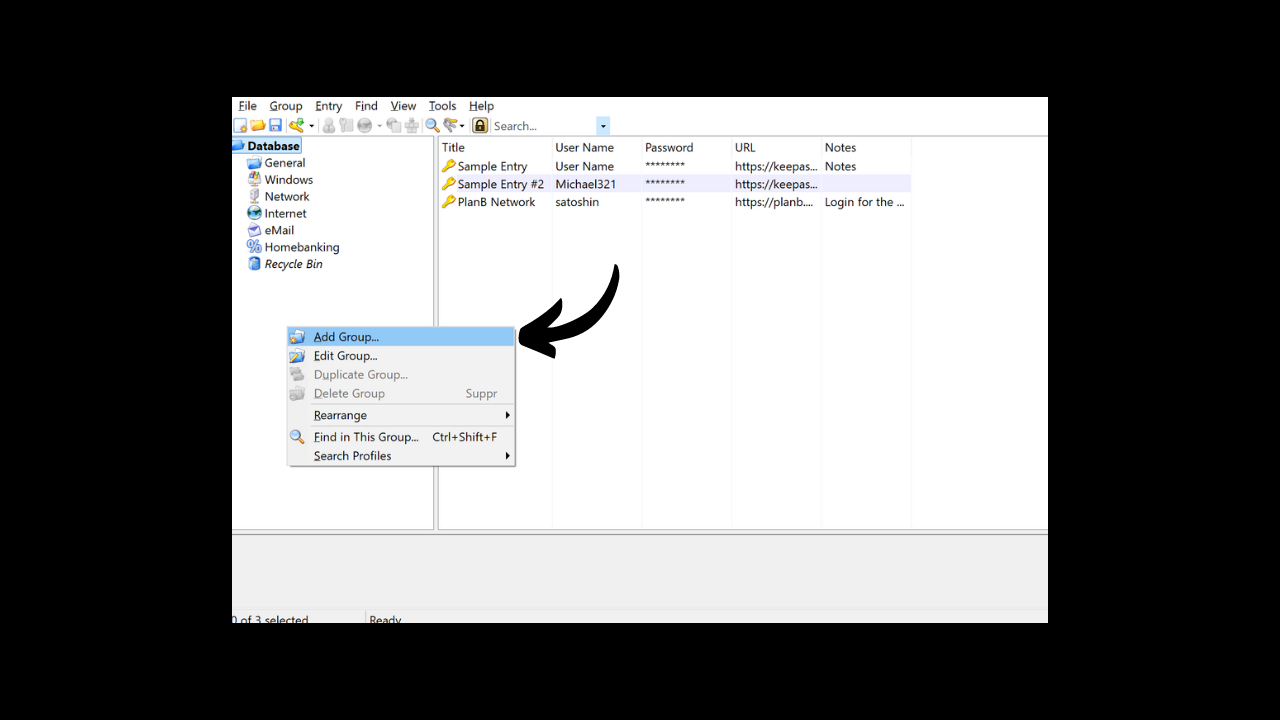 File Group Entry Find View Tools Help
Search...
Database
General
Windows
Network
Internet
eMail
Homebanking
Recycle Bin
Title User Name Password URL Notes
Sample Entry User Name ******** https://keepas... Notes
Sample Entry #2 Michael321 ******** https://keepas...
PlanB Network satoshin ******** https://planb.... Login for the ...
Add Group...
Edit Group...
Duplicate Group...
Delete Group Suppr
Rearrange
Find in This Group... Ctrl+Shift+F
Search Profiles
0 of 3 selected Ready